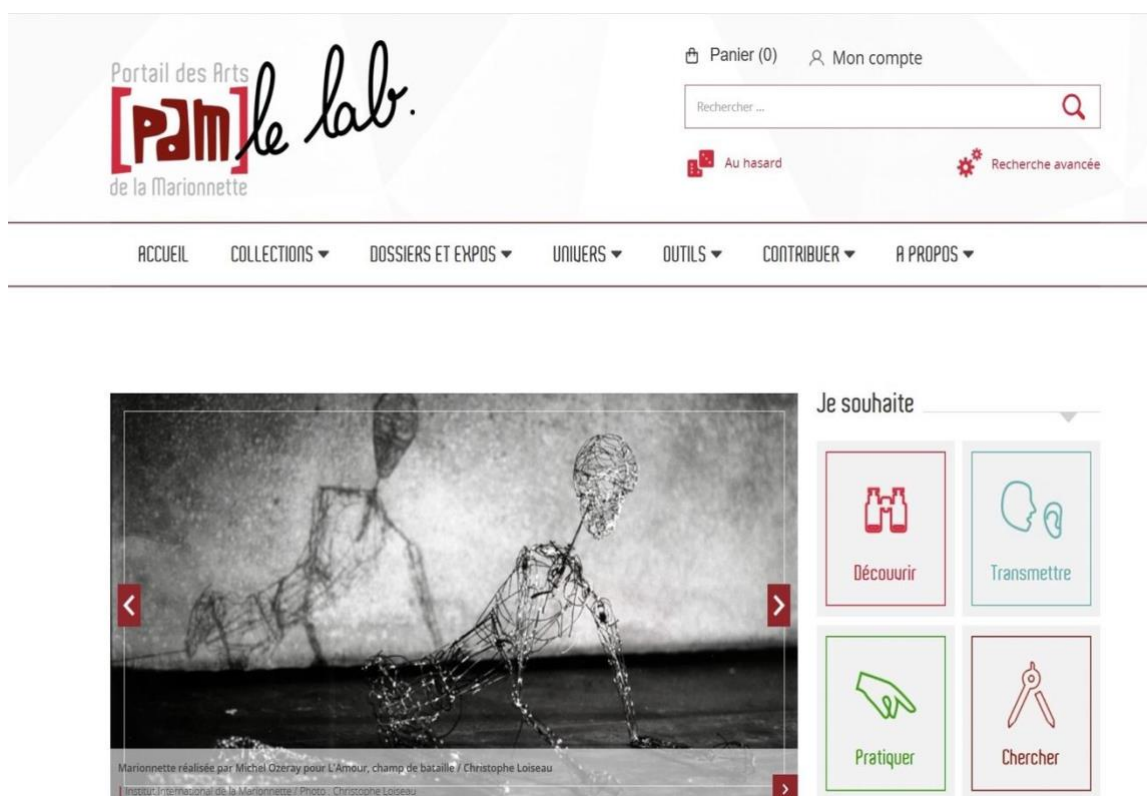 Portail des Arts
[pam] le lab.
de la Marionnette
Panier (0) Mon compte
Rechercher ...
Au hasard Recherche avancée
ACCUEIL COLLECTIONS DOSSIERS ET EXPOS UNIVERS OUTILS CONTRIBUER A PROPOS
Je souhaite
Découvrir Transmettre
Pratiquer Chercher
Marionnette réalisée par Michel Ozeray pour L'Amour, champ de bataille / Christophe Loiseau
Institut International de la Marionnette / Photo : Christophe Loiseau